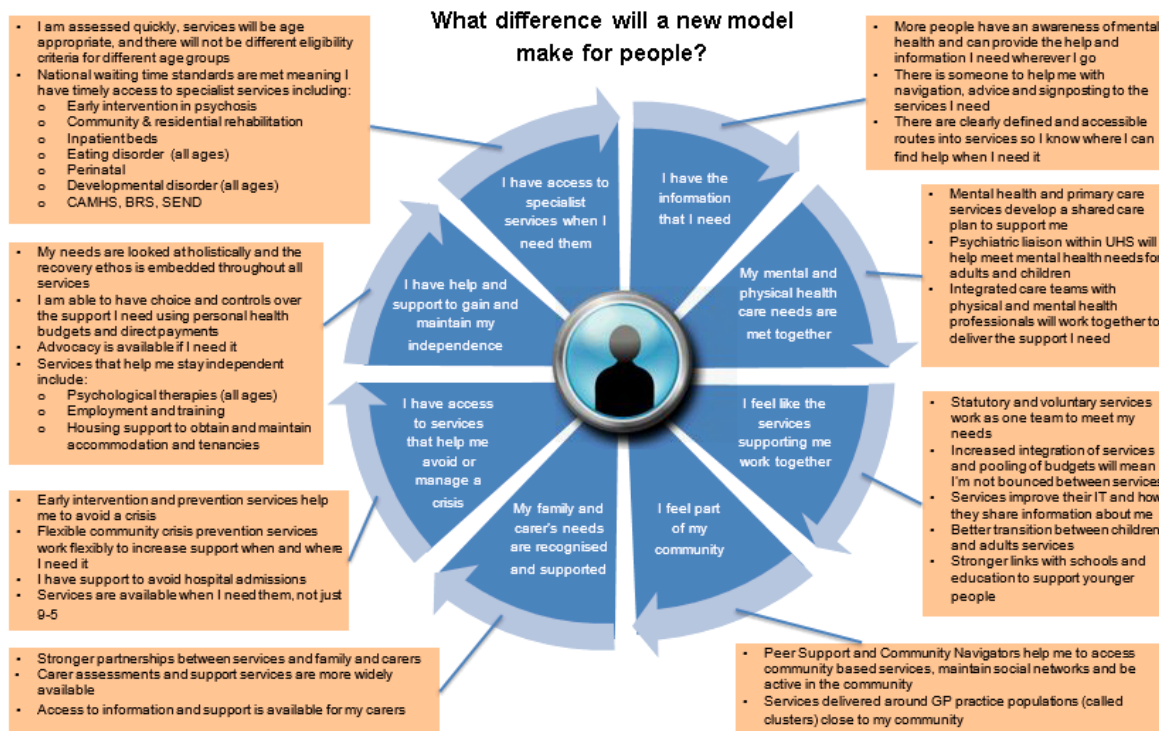 What difference will a new model
make for people?
• I am assessed quickly, services will be age
appropriate, and there will not be different eligibility
criteria for different age groups
• National waiting time standards are met meaning I
have timely access to specialist services including:
o Early intervention in psychosis
o Community & residential rehabilitation
o Inpatient beds
o Eating disorder (all ages)
o Perinatal
o Developmental disorder (all ages)
o CAMHS, BRS, SEND
• My needs are looked at holistically and the
recovery ethos is embedded throughout all
services
• I am able to have choice and controls over
the support I need using personal health
budgets and direct payments
• Advocacy is available if I need it
• Services that help me stay independent
include:
o Psychological therapies (all ages)
o Employment and training
o Housing support to obtain and maintain
accommodation and tenancies
• Early intervention and prevention services help
me to avoid a crisis
• Flexible community crisis prevention services
work flexibly to increase support when and where
I need it
• I have support to avoid hospital admissions
• Services are available when I need them, not just
9-5
• Stronger partnerships between services and family and carers
• Carer assessments and support services are more widely
available
• Access to information and support is available for my carers
I have access to
specialist
services when I
need them
I have the
information
that I need
I have help and
support to gain and
maintain my
independence
My mental and
physical health
care needs are
met together
I have access
to services
that help me
avoid or
manage a
crisis
I feel like the
services
supporting me
work together
My family and
carer's needs
are recognised
and supported
I feel part
of my
community
• More people have an awareness of mental
health and can provide the help and
information I need wherever I go
• There is someone to help me with
navigation, advice and signposting to the
services I need
• There are clearly defined and accessible
routes into services so I know where I can
find help when I need it
• Mental health and primary care
services develop a shared care
plan to support me
• Psychiatric liaison within UHS will
help meet mental health needs for
adults and children
• Integrated care teams with
physical and mental health
professionals will work together to
deliver the support I need
• Statutory and voluntary services
work as one team to meet my
needs
• Increased integration of services
and pooling of budgets will mean
I'm not bounced between services
• Services improve their IT and how
they share information about me
• Better transition between children
and adults services
• Stronger links with schools and
education to support younger
people
• Peer Support and Community Navigators help me to access
community based services, maintain social networks and be
active in the community
• Services delivered around GP practice populations (called
clusters) close to my community